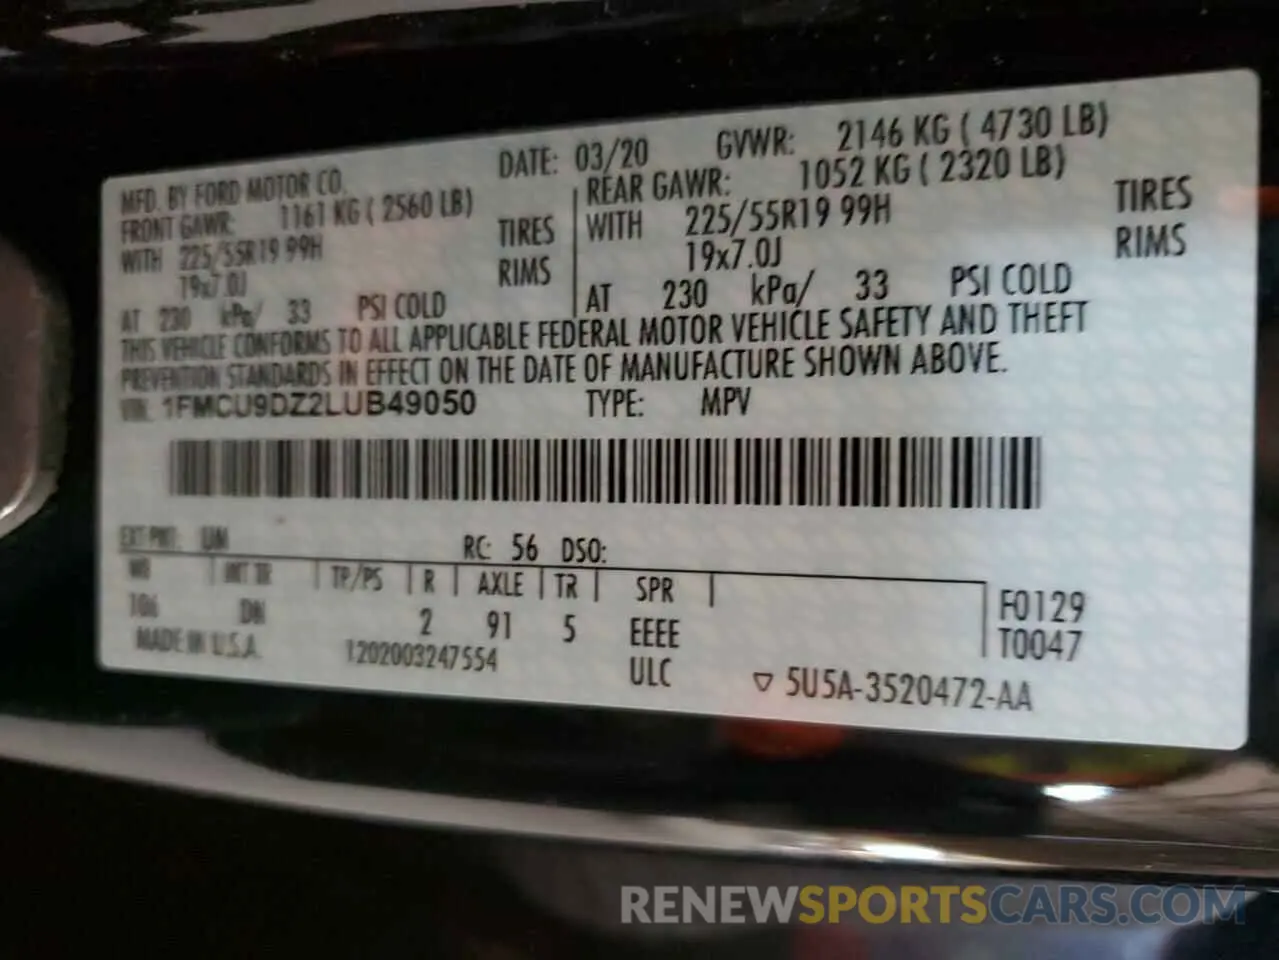 MFD. BY FORD MOTOR CO. DATE: 03/20 GVWR: 2146 KG ( 4730 LB)
FRONT GAWR: 1161 KG ( 2560 LB) REAR GAWR: 1052 KG ( 2320 LB)
WITH 225/55R19 99H TIRES WITH 225/55R19 99H TIRES
19x7.0J RIMS 19x7.0J RIMS
AT 230 kPa/ 33 PSI COLD AT 230 kPa/ 33 PSI COLD
THIS VEHICLE CONFORMS TO ALL APPLICABLE FEDERAL MOTOR VEHICLE SAFETY AND THEFT
PREVENTION STANDARDS IN EFFECT ON THE DATE OF MANUFACTURE SHOWN ABOVE.
VIN: 1FMCU9DZ2LUB49050 TYPE: MPV
EXT PNT: UM RC: 56 DSO:
WB INT TR TP/PS R AXLE TR SPR
106 DN 2 91 5 EEEE F0129
T0047
MADE IN U.S.A. 1202003247554 ULC ▽ 5U5A-3520472-AA
RENEWSPORTSCARS.COM